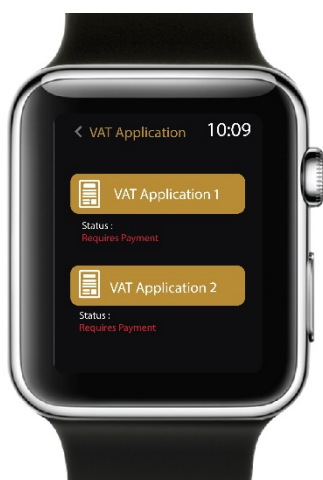 VAT Application 10:09
VAT Application 1
Status :
Requires Payment
VAT Application 2
Status :
Requires Payment